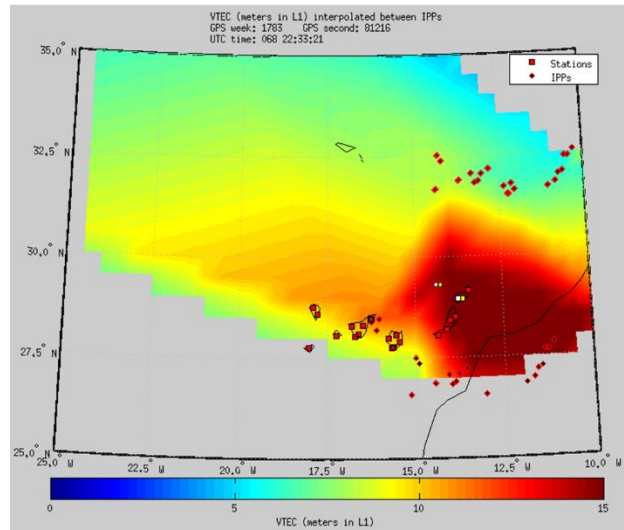 VTEC (meters in L1) interpolated between IPPs
GPS week: 1783 GPS second: 81216
UTC time: 068 22:33:21
35.0° N
Stations
IPPs
32.5° N
30.0° N
27.5° N
25.0° N
25.0° W
22.5° W
20.0° W
17.5° W
15.0° W
12.5° W
10.0° W
0
5
10
15
VTEC (meters in L1)